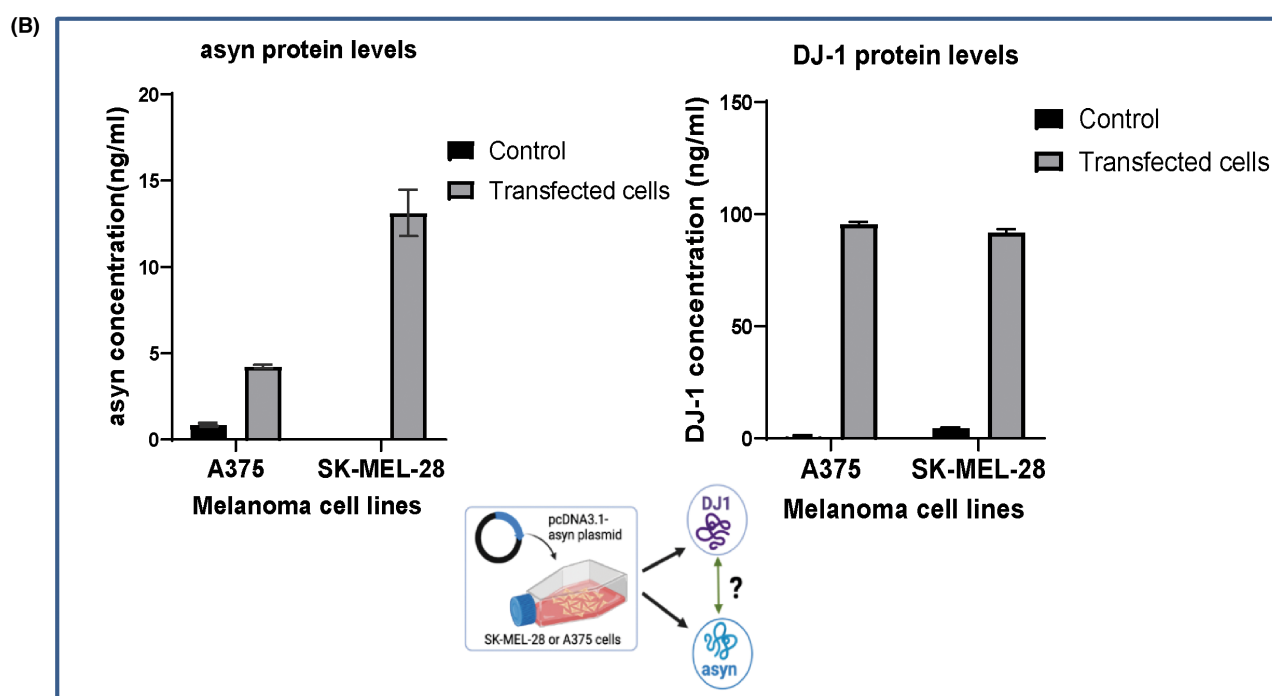 (B)
asyn protein levels
asyn concentration(ng/ml)
20
15
10
5
0
Control
Transfected cells
A375
SK-MEL-28
Melanoma cell lines
DJ-1 protein levels
DJ-1 concentration (ng/ml)
150
100
50
0
Control
Transfected cells
A375
SK-MEL-28
Melanoma cell lines
pcDNA3.1-
asyn plasmid
SK-MEL-28 or A375 cells
DJ1
?
asyn